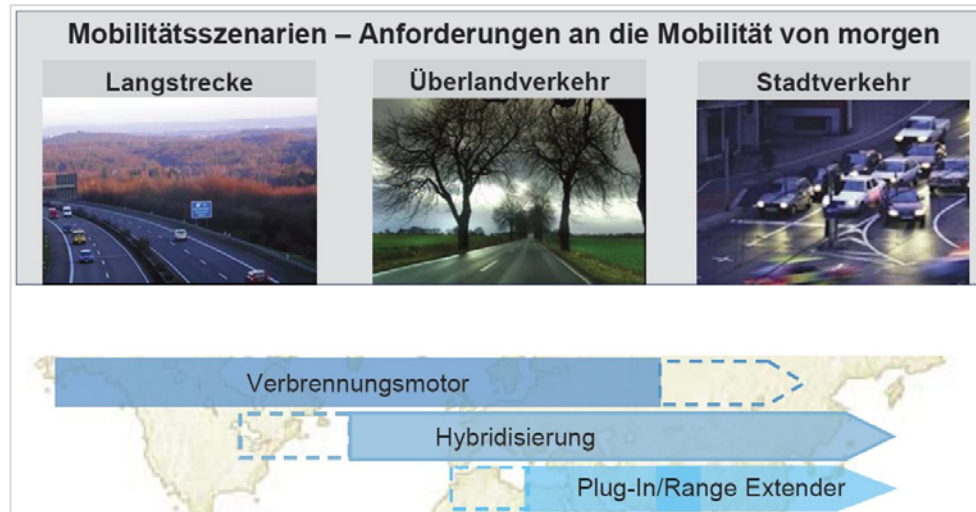 Mobilitätsszenarien – Anforderungen an die Mobilität von morgen
Langstrecke
Überlandverkehr
Stadtverkehr
Verbrennungsmotor
Hybridisierung
Plug-In/Range Extender